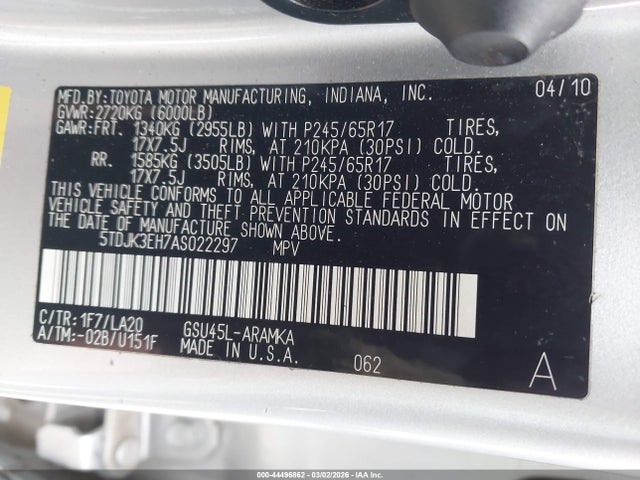 MFD.BY:TOYOTA MOTOR MANUFACTURING, INDIANA, INC. 04/10
GVWR:2720KG (6000LB)
GAWR:FRT. 1340KG (2955LB) WITH P245/65R17 TIRES,
17X7.5J RIMS, AT 210KPA (30PSI) COLD.
RR. 1585KG (3505LB) WITH P245/65R17 TIRES,
17X7.5J RIMS, AT 210KPA (30PSI) COLD.
THIS VEHICLE CONFORMS TO ALL APPLICABLE FEDERAL MOTOR
VEHICLE SAFETY AND THEFT PREVENTION STANDARDS IN EFFECT ON
THE DATE OF MANUFACTURE SHOWN ABOVE.
5TDJK3EH7AS022297 MPV
C/TR:1F7/LA20 GSU45L-ARAMKA
A/TM:-02B/U151F MADE IN U.S.A. 062 A
000-44496862 - 03/02/2026 - IAAI.COM